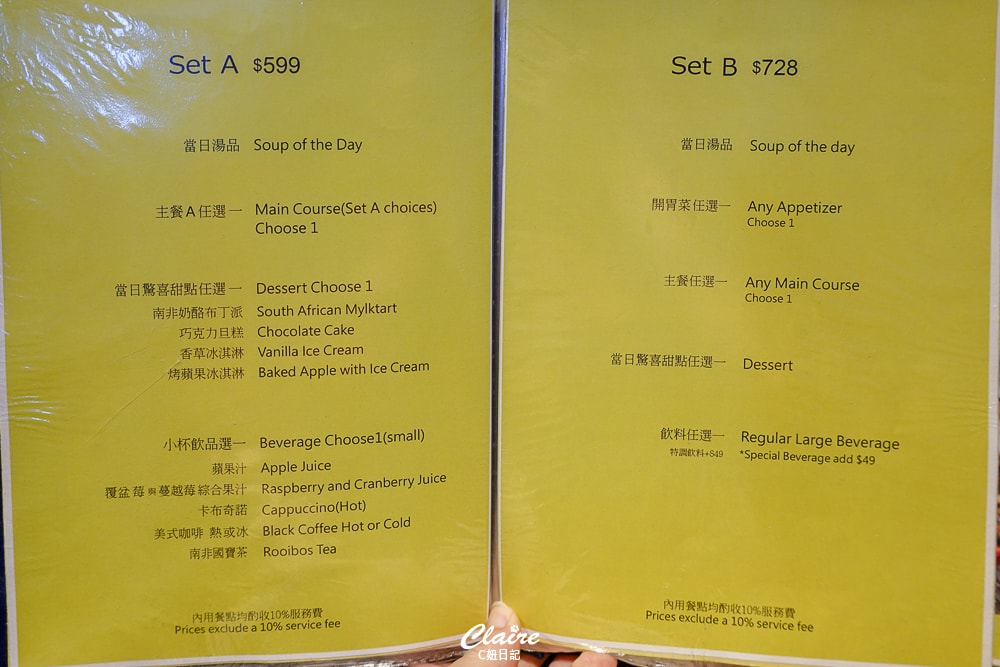 Set A $599
當日湯品 Soup of the Day
主餐A任選一 Main Course(Set A choices)
Choose 1
當日驚喜甜點任選一 Dessert Choose 1
南非奶酪布丁派 South African Mylktart
巧克力旦糕 Chocolate Cake
香草冰淇淋 Vanilla Ice Cream
烤蘋果冰淇淋 Baked Apple with Ice Cream
小杯飲品選一 Beverage Choose1(small)
蘋果汁 Apple Juice
覆盆莓與蔓越莓綜合果汁 Raspberry and Cranberry Juice
卡布奇諾 Cappuccino(Hot)
美式咖啡 熱或冰 Black Coffee Hot or Cold
南非國寶茶 Rooibos Tea
內用餐點均酌收10%服務費
Prices exclude a 10% service fee
Set B $728
當日湯品 Soup of the day
開胃菜任選一 Any Appetizer
Choose 1
主餐任選一 Any Main Course
Choose 1
當日驚喜甜點任選一 Dessert
飲料任選一 Regular Large Beverage
特調飲料+$49 *Special Beverage add $49
內用餐點均酌收10%服務費
Prices exclude a 10% service fee
Claire
C妞日記